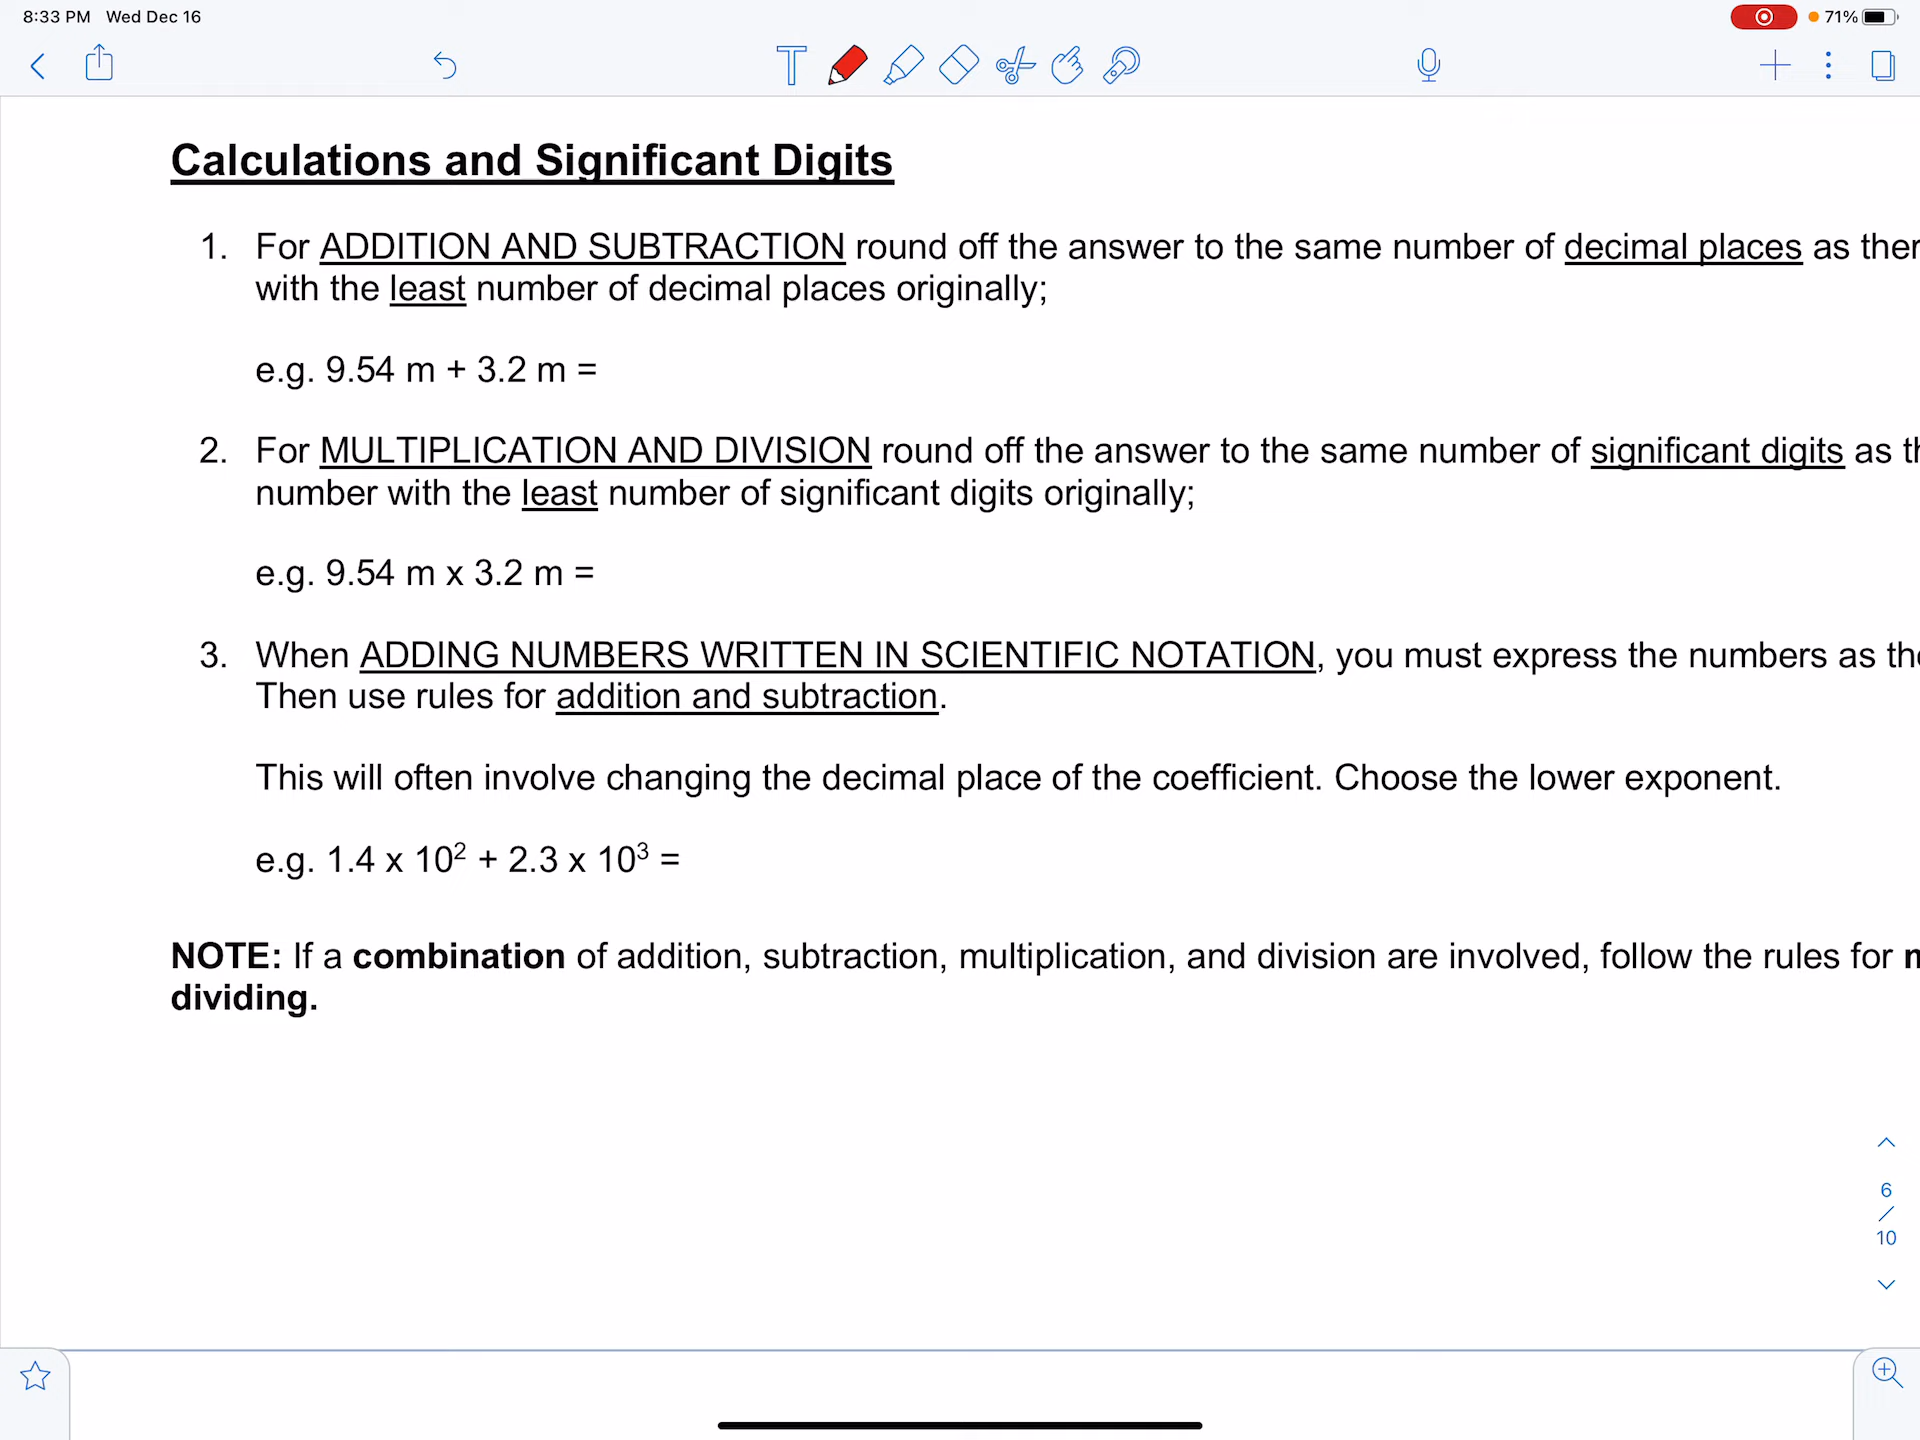 8:33 PM Wed Dec 16
71%
Calculations and Significant Digits
1. For ADDITION AND SUBTRACTION round off the answer to the same number of decimal places as
with the least number of decimal places originally;
e.g. 9.54 m + 3.2 m =
2. For MULTIPLICATION AND DIVISION round off the answer to the same number of significant digits as
number with the least number of significant digits originally;
e.g. 9.54 m x 3.2 m =
3. When ADDING NUMBERS WRITTEN IN SCIENTIFIC NOTATION, you must express the numbers as
Then use rules for addition and subtraction.
This will often involve changing the decimal place of the coefficient. Choose the lower exponent.
e.g. 1.4 x 10² + 2.3 x 10³ =
NOTE: If a combination of addition, subtraction, multiplication, and division are involved, follow the rules for
dividing.
6
/
10